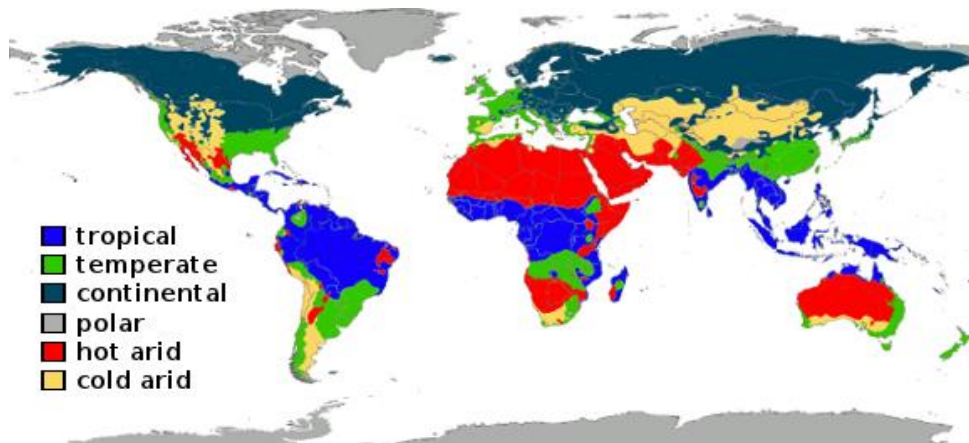 tropical
temperate
continental
polar
hot arid
cold arid